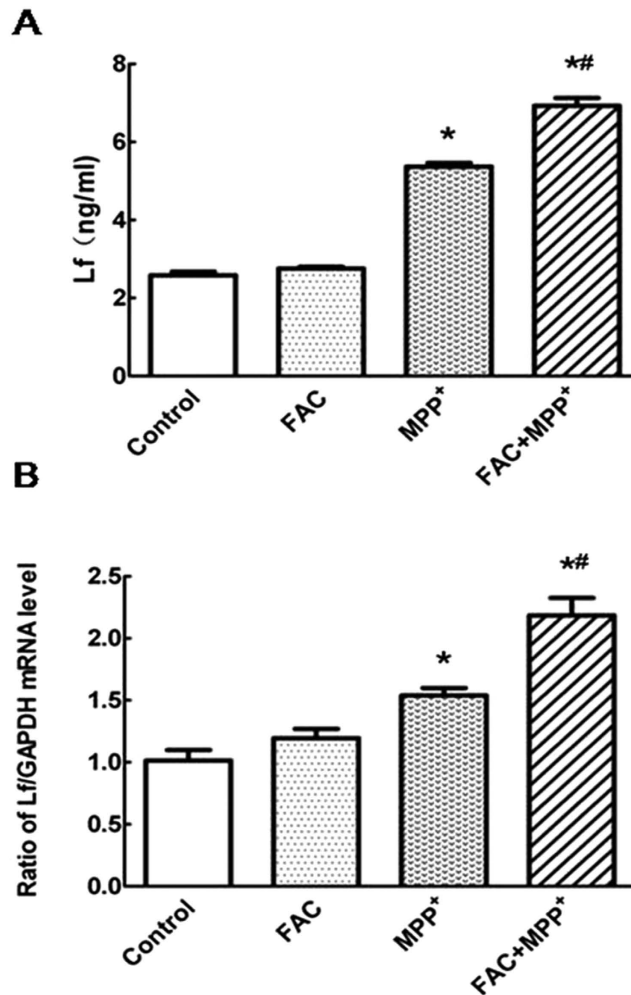 A
8
6
4
2
0
Lf （ng/ml)
*
*#
Control
FAC
MPP⁺
FAC+MPP⁺
B
2.5
2.0
1.5
1.0
0.5
0.0
Ratio of Lf/GAPDH mRNA level
*
*#
Control
FAC
MPP⁺
FAC+MPP⁺